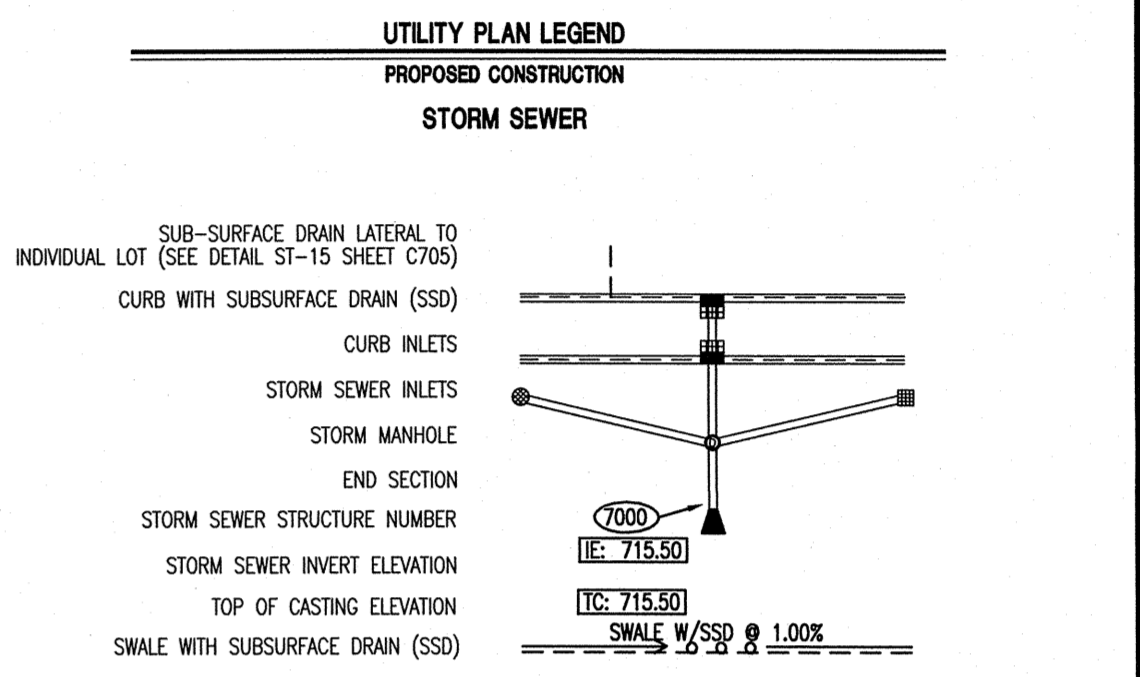 UTILITY PLAN LEGEND
PROPOSED CONSTRUCTION
STORM SEWER
SUB-SURFACE DRAIN LATERAL TO
INDIVIDUAL LOT (SEE DETAIL ST-15 SHEET C705)
CURB WITH SUBSURFACE DRAIN (SSD)
CURB INLETS
STORM SEWER INLETS
STORM MANHOLE
D
END SECTION
STORM SEWER STRUCTURE NUMBER
7000
STORM SEWER INVERT ELEVATION
IE: 715.50
TOP OF CASTING ELEVATION
TC: 715.50
SWALE WITH SUBSURFACE DRAIN (SSD)
SWALE W/SSD @ 1.00%